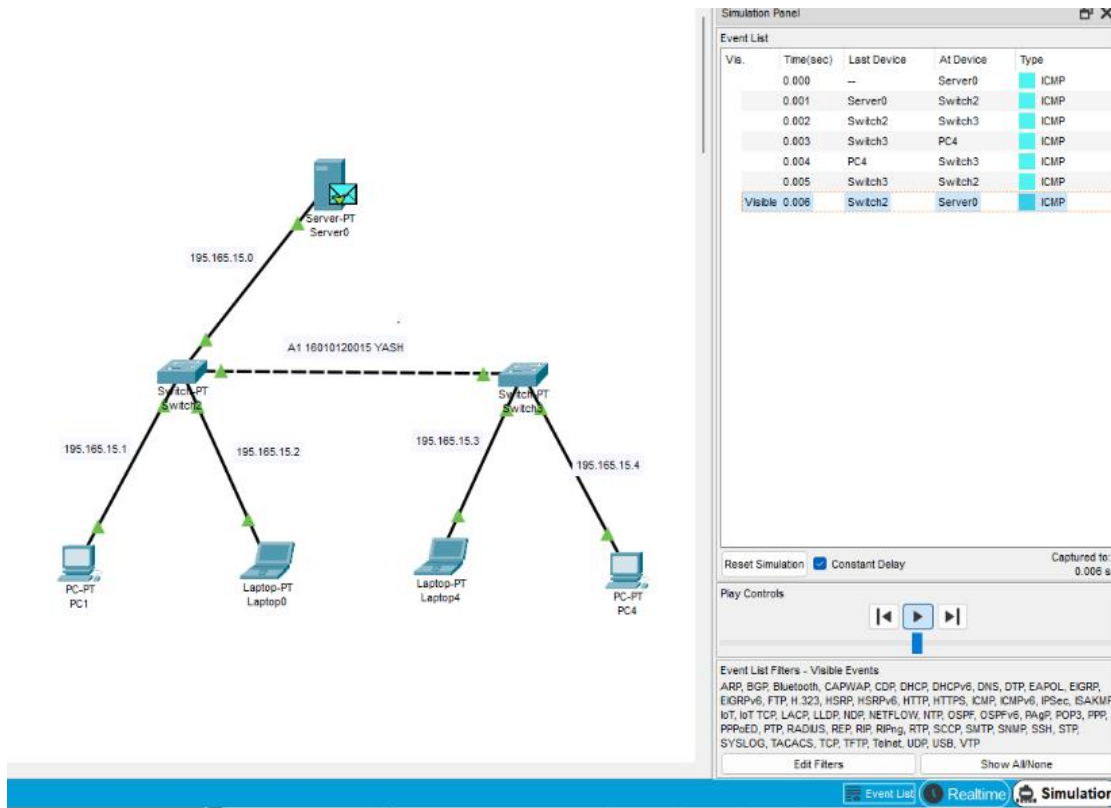 Simulation Panel
Event List
Vis. Time(sec) Last Device At Device Type
0.000 -- Server0 ICMP
0.001 Server0 Switch2 ICMP
0.002 Switch2 Switch3 ICMP
0.003 Switch3 PC4 ICMP
0.004 PC4 Switch3 ICMP
0.005 Switch3 Switch2 ICMP
Visible 0.006 Switch2 Server0 ICMP
Server-PT
Server0
195.165.15.0
A1 16010120015 YASH
Switch-PT
Switch2
Switch-PT
Switch3
195.165.15.1
195.165.15.2
195.165.15.3
195.165.15.4
PC-PT
PC1
Laptop-PT
Laptop0
Laptop-PT
Laptop4
PC-PT
PC4
Reset Simulation Constant Delay
Captured to:
0.006 s
Play Controls
Event List Filters - Visible Events
ARP, BGP, Bluetooth, CAPWAP, CDP, DHCP, DHCPv6, DNS, DTP, EAPOL, EIGRP,
EIGRPv6, FTP, H.323, HSRP, HSRPv6, HTTP, HTTPS, ICMP, ICMPv6, IPSec, ISAKMP,
IoT, IoT TCP, LACP, LLDP, NDP, NETFLOW, NTP, OSPF, OSPFv6, PAgP, POP3, PPP,
PPPoED, PTP, RADIUS, REP, RIP, RIPng, RTP, SCCP, SMTP, SNMP, SSH, STP,
SYSLOG, TACACS, TCP, TFTP, Telnet, UDP, USB, VTP
Edit Filters Show All/None
Event List Realtime Simulation